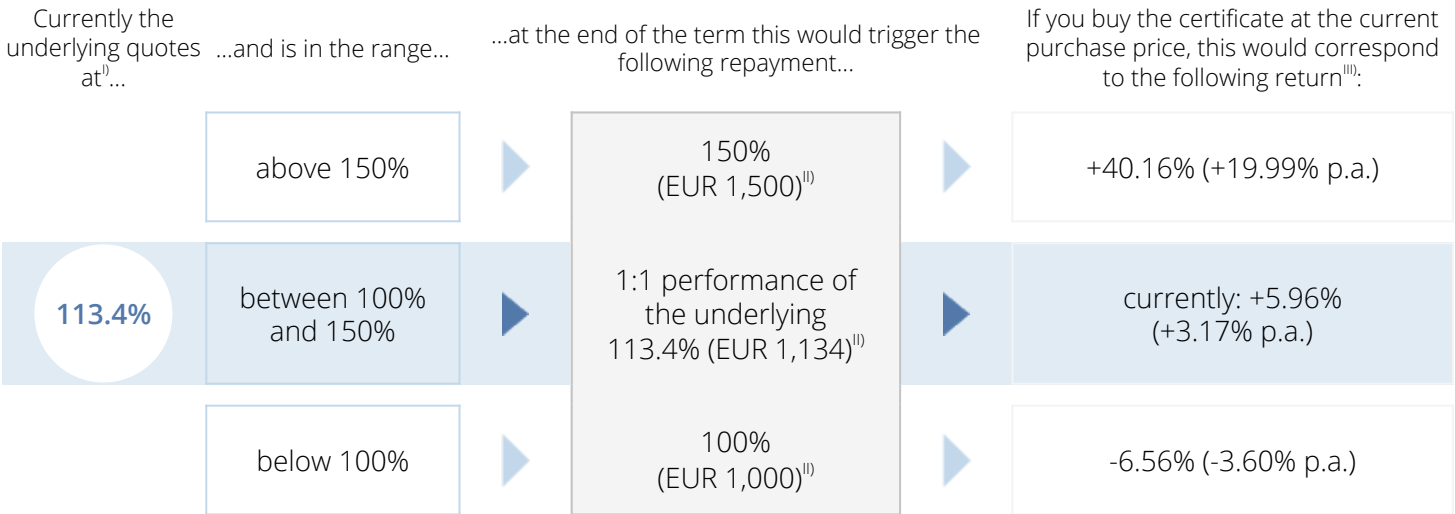 Currently the
underlying quotes
atI)...
...and is in the range...
...at the end of the term this would trigger the
following repayment...
If you buy the certificate at the current
purchase price, this would correspond
to the following returnIII):
above 150%
150%
(EUR 1,500)II)
+40.16% (+19.99% p.a.)
113.4%
between 100%
and 150%
1:1 performance of
the underlying
113.4% (EUR 1,134)II)
currently: +5.96%
(+3.17% p.a.)
below 100%
100%
(EUR 1,000)II)
-6.56% (-3.60% p.a.)